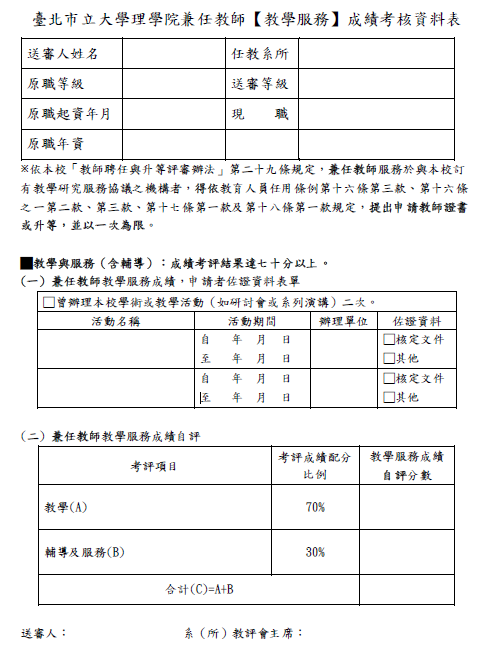 臺北市立大學理學院兼任教師【教學服務】成績考核資料表
送審人姓名 任教系所
原職等級 送審等級
原職起資年月 現 職
原職年資
※依本校「教師聘任與升等評審辦法」第二十九條規定，兼任教師服務於與本校訂
有教學研究服務協議之機構者，得依教育人員任用條例第十六條第三款、第十六條
之一第二款、第三款、第十七條第一款及第十八條第一款規定，提出申請教師證書
或升等，並以一次為限。
■教學與服務（含輔導）：成績考評結果達七十分以上。
（一）兼任教師教學服務成績，申請者佐證資料表單
□曾辦理本校學術或教學活動（如研討會或系列演講）二次。
活動名稱 活動期間 辦理單位 佐證資料
自 年 月 日 □核定文件
至 年 月 日 □其他
自 年 月 日 □核定文件
至 年 月 日 □其他
（二）兼任教師教學服務成績自評
考評項目 考評成績配分比例 教學服務成績自評分數
教學(A) 70%
輔導及服務(B) 30%
合計(C)=A+B
送審人： 系（所）教評會主席：